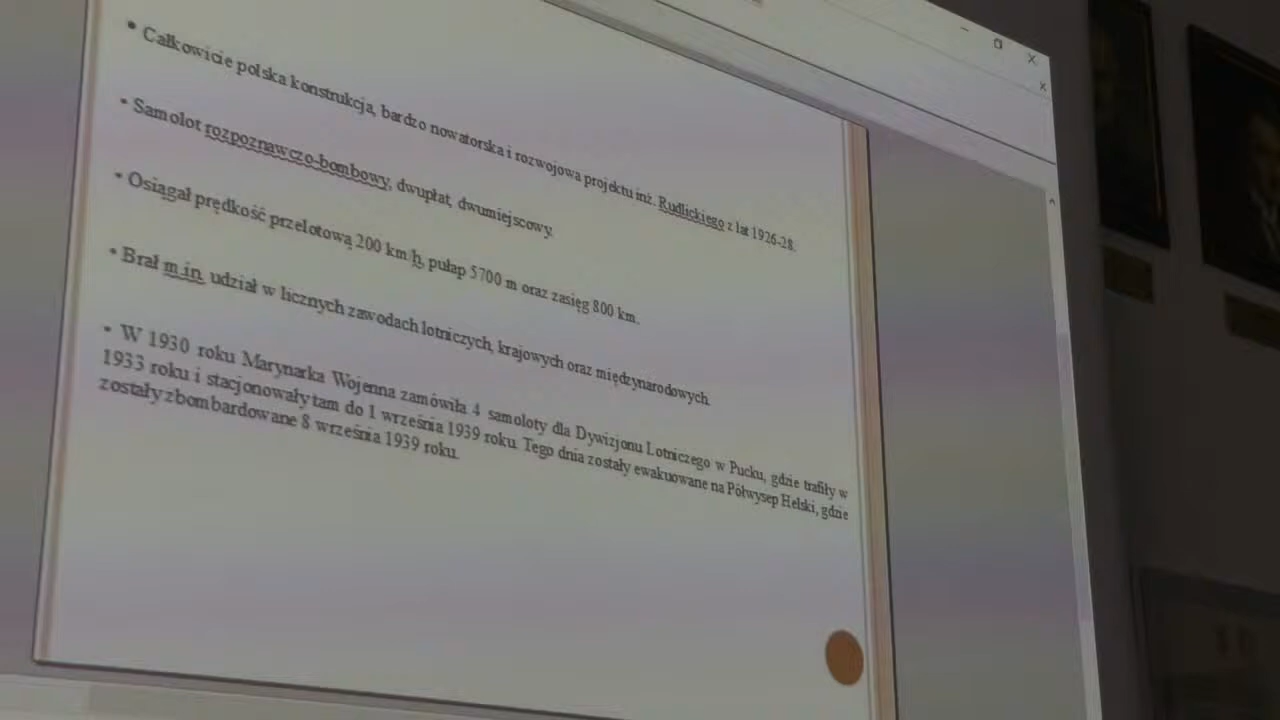 • Całkowicie polska konstrukcja, bardzo nowatorska i rozwojowa projektu inż. Rudlickiego z lat 1926-28.
• Samolot rozpoznawczo-bombowy, dwupłat, dwumiejscowy.
• Osiągał prędkość przelotową 200 km/h, pułap 5700 m oraz zasięg 800 km.
• Brał m.in. udział w licznych zawodach lotniczych, krajowych oraz międzynarodowych.
• W 1930 roku Marynarka Wojenna zamówiła 4 samoloty dla Dywizjonu Lotniczego w Pucku, gdzie trafiły w
1933 roku i stacjonowały tam do 1 września 1939 roku. Tego dnia zostały ewakuowane na Półwysep Helski, gdzie
zostały zbombardowane 8 września 1939 roku.